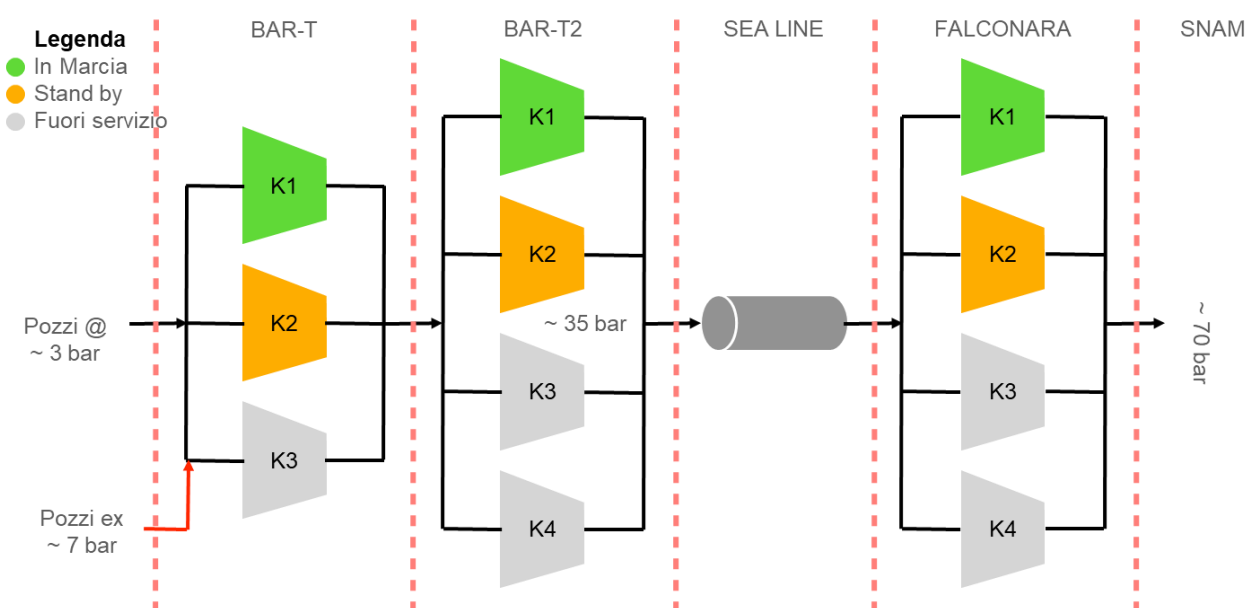 BAR-T
BAR-T2
SEA LINE
FALCONARA
SNAM
Legenda
In Marcia
Stand by
Fuori servizio
K1
K2
K3
K1
K2
~ 35 bar
K3
K4
K1
K2
K3
K4
Pozzi @
~ 3 bar
Pozzi ex
~ 7 bar
~ 70 bar